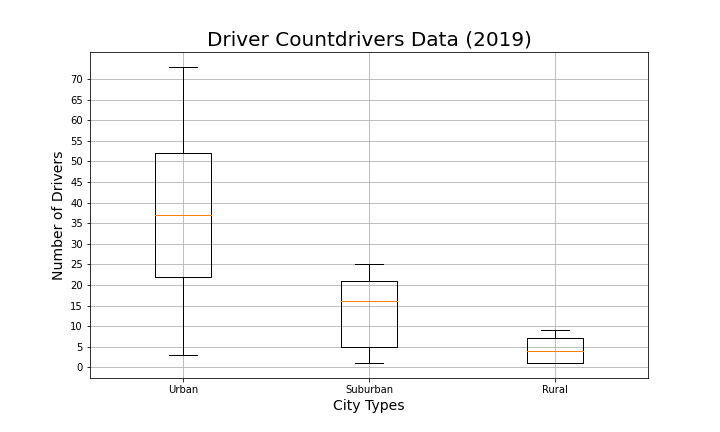 Driver Countdrivers Data (2019)
Number of Drivers
70
65
60
55
50
45
40
35
30
25
20
15
10
5
0
Urban
Suburban
Rural
City Types